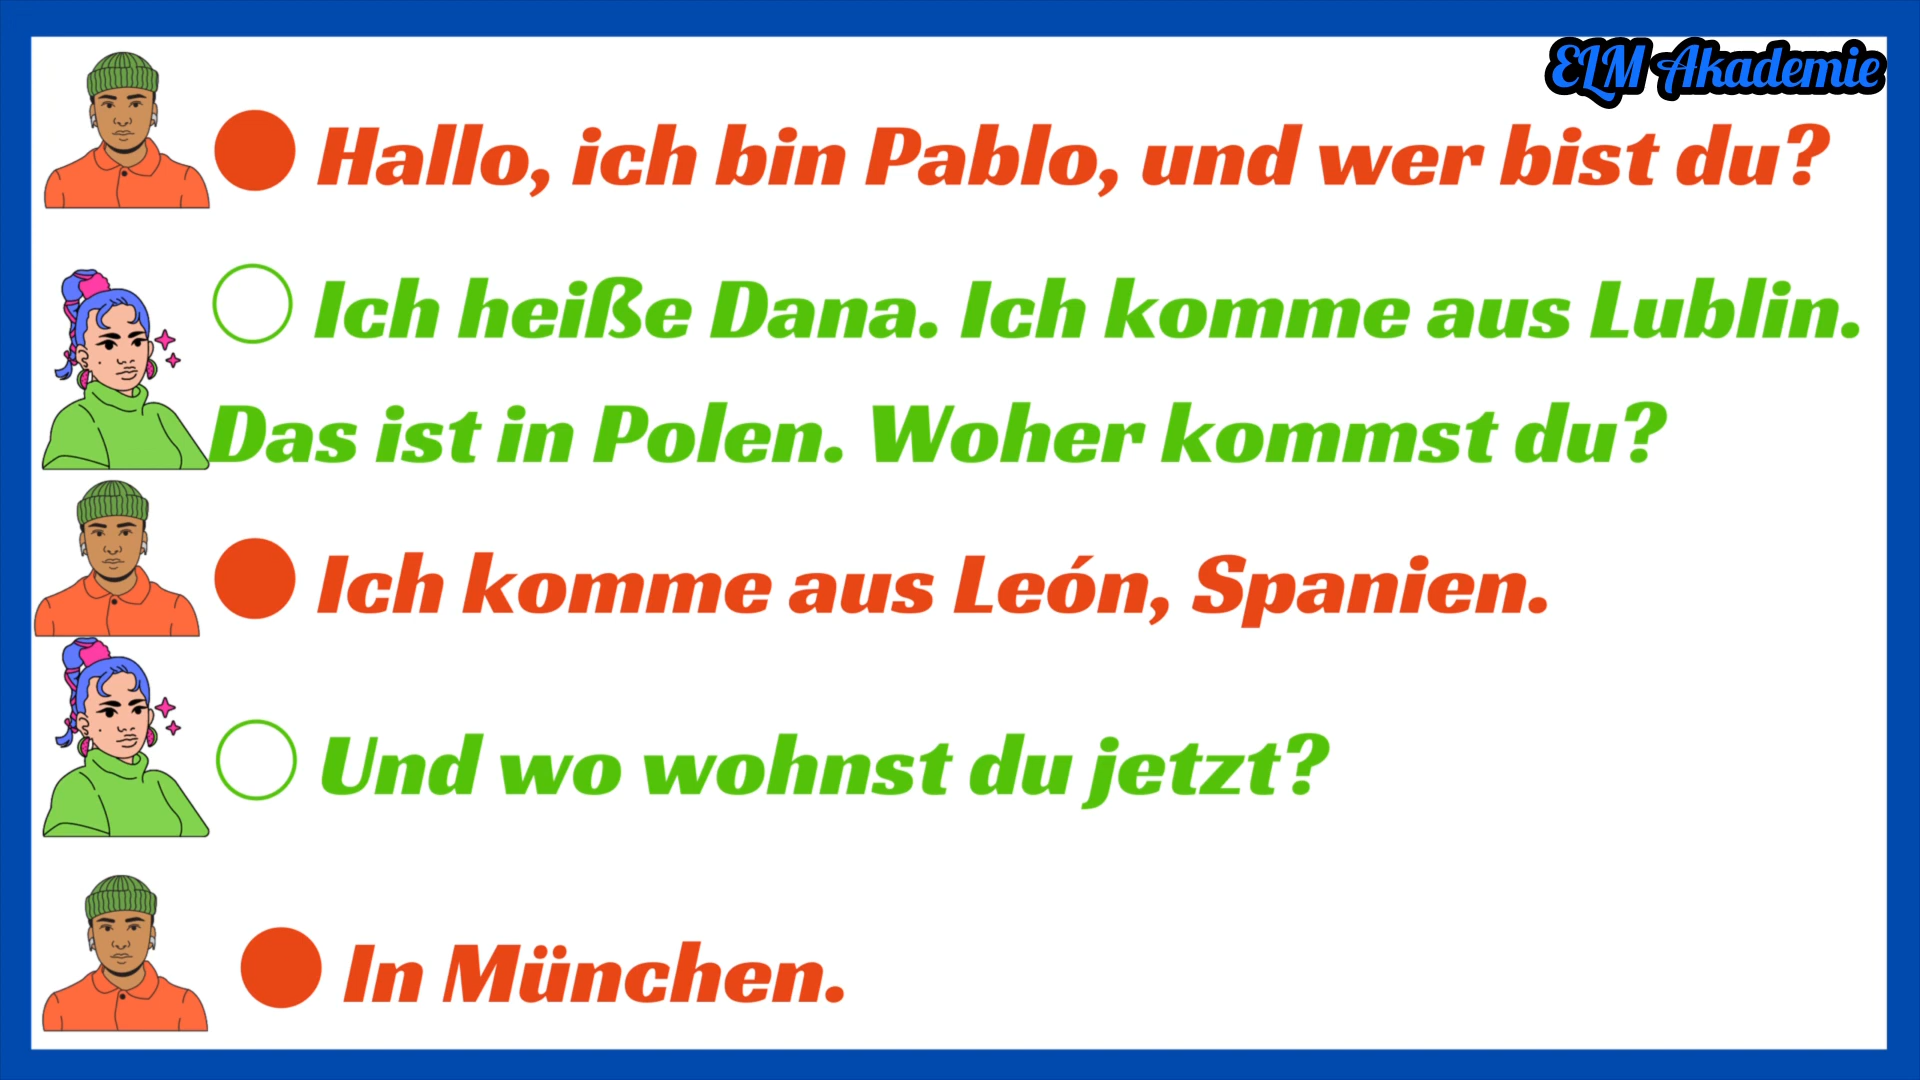 ELM Akademie
Hallo, ich bin Pablo, und wer bist du?
Ich heiße Dana. Ich komme aus Lublin.
Das ist in Polen. Woher kommst du?
Ich komme aus León, Spanien.
Und wo wohnst du jetzt?
In München.